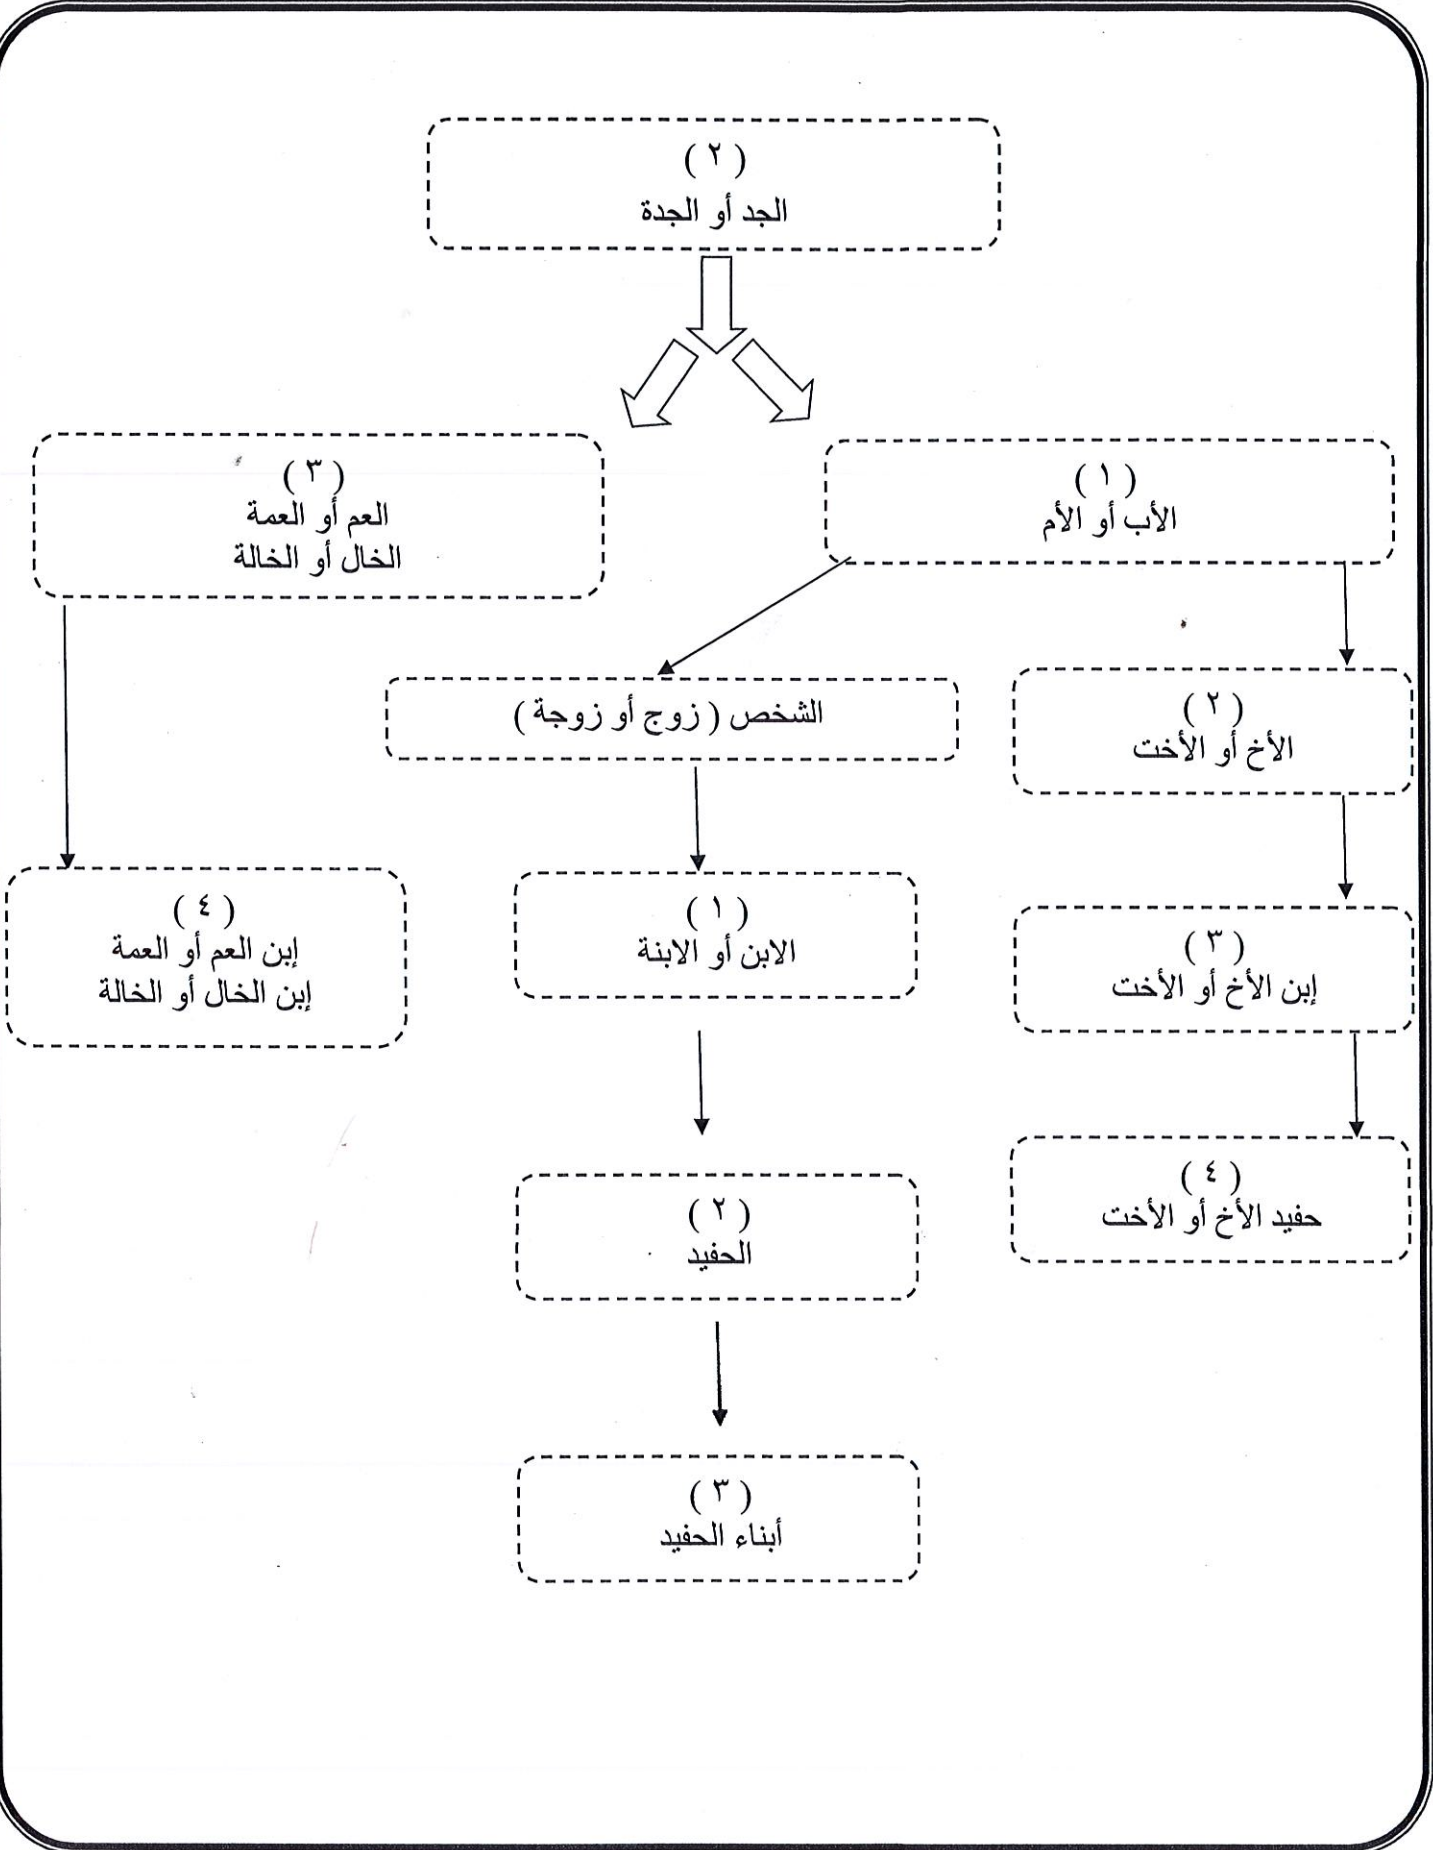 ( ٢ )
الجد أو الجدة
( ١ )
الأب أو الأم
( ٣ )
العم أو العمة
الخال أو الخالة
الشخص ( زوج أو زوجة )
( ٢ )
الأخ أو الأخت
( ١ )
الابن أو الابنة
( ٤ )
إبن العم أو العمة
إبن الخال أو الخالة
( ٣ )
إبن الأخ أو الأخت
( ٤ )
حفيد الأخ أو الأخت
( ٢ )
الحفيد
( ٣ )
أبناء الحفيد